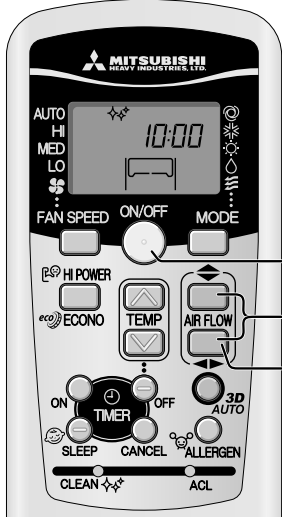 MITSUBISHI
HEAVY INDUSTRIES, LTD.
AUTO
HI
MED
LO
10:00
FAN SPEED
ON/OFF
MODE
HI POWER
eco ECONO
TEMP
AIR FLOW
3D
AUTO
ON
TIMER
OFF
SLEEP
CANCEL
ALLERGEN
CLEAN
ACL